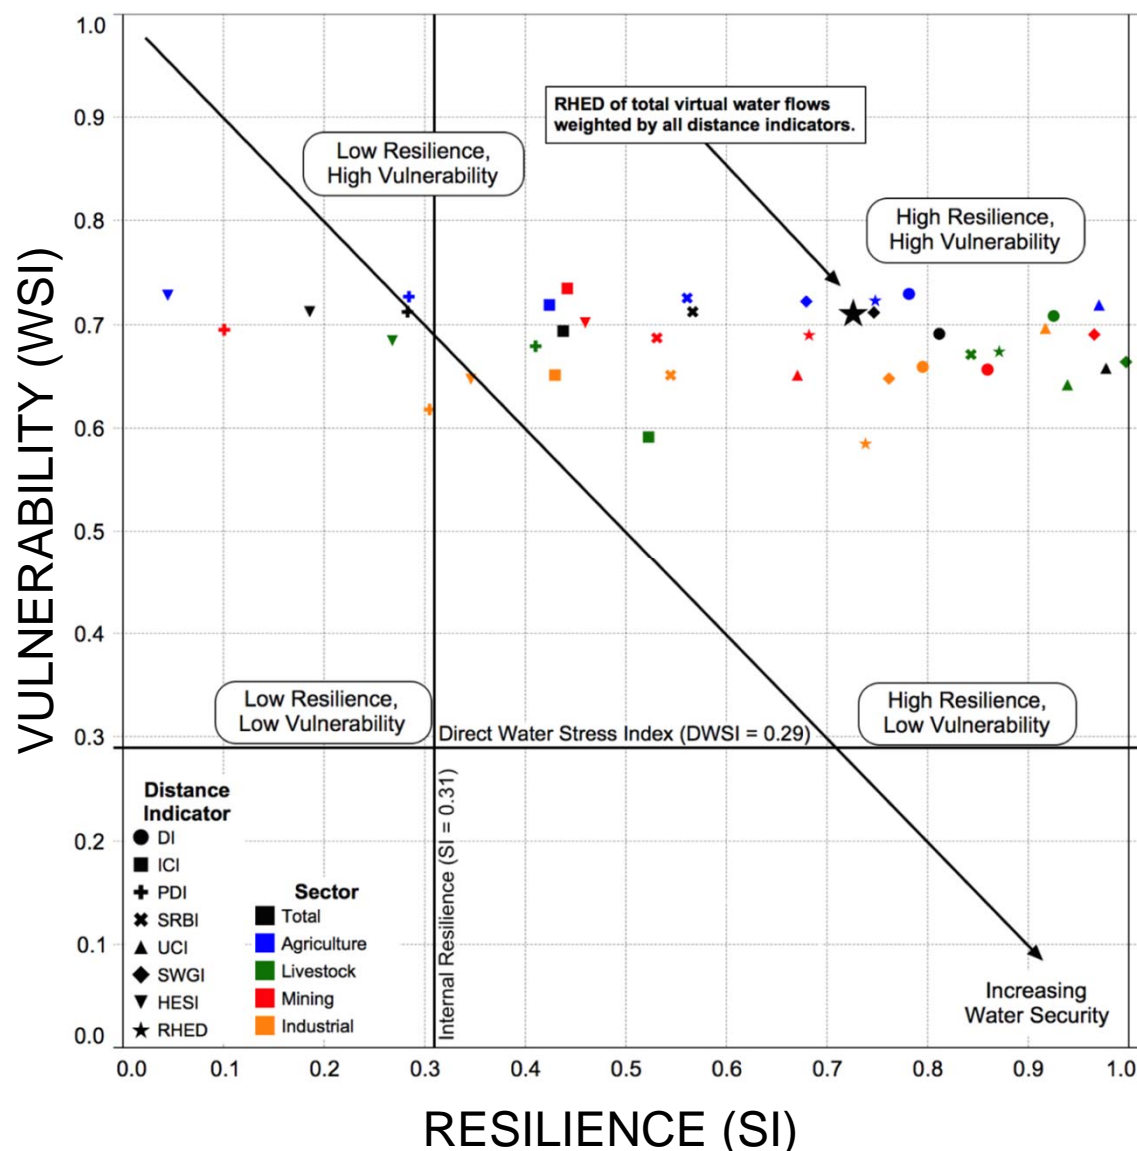 VULNERABILITY (WSI)
1.0
0.9
0.8
0.7
0.6
0.5
0.4
0.3
0.2
0.1
0.0
RHED of total virtual water flows
weighted by all distance indicators.
Low Resilience,
High Vulnerability
High Resilience,
High Vulnerability
Low Resilience,
Low Vulnerability
High Resilience,
Low Vulnerability
Direct Water Stress Index (DWSI = 0.29)
Internal Resilience (SI = 0.31)
Distance
Indicator
DI
ICI
PDI
SRBI
UCI
SWGI
HESI
RHED
Sector
Total
Agriculture
Livestock
Mining
Industrial
Increasing
Water Security
0.0 0.1 0.2 0.3 0.4 0.5 0.6 0.7 0.8 0.9 1.0
RESILIENCE (SI)